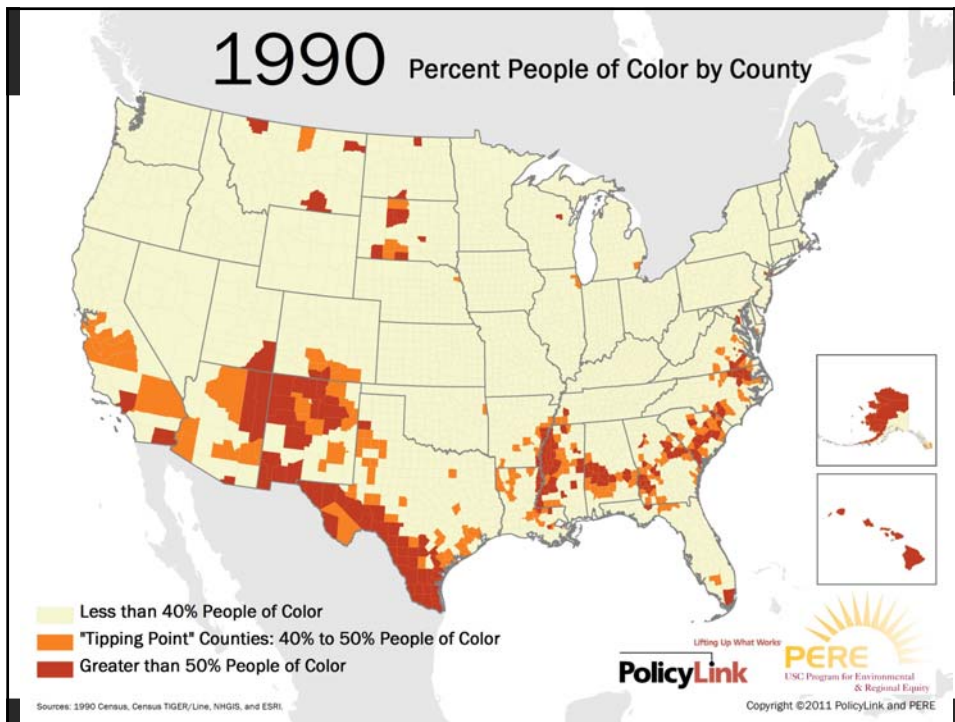 1990 Percent People of Color by County
Less than 40% People of Color
"Tipping Point" Counties: 40% to 50% People of Color
Greater than 50% People of Color
Lifting Up What Works
PolicyLink
PERE
USC Program for Environmental
& Regional Equity
Sources: 1990 Census, Census TIGER/Line, NHGIS, and ESRI.
Copyright ©2011 PolicyLink and PERE